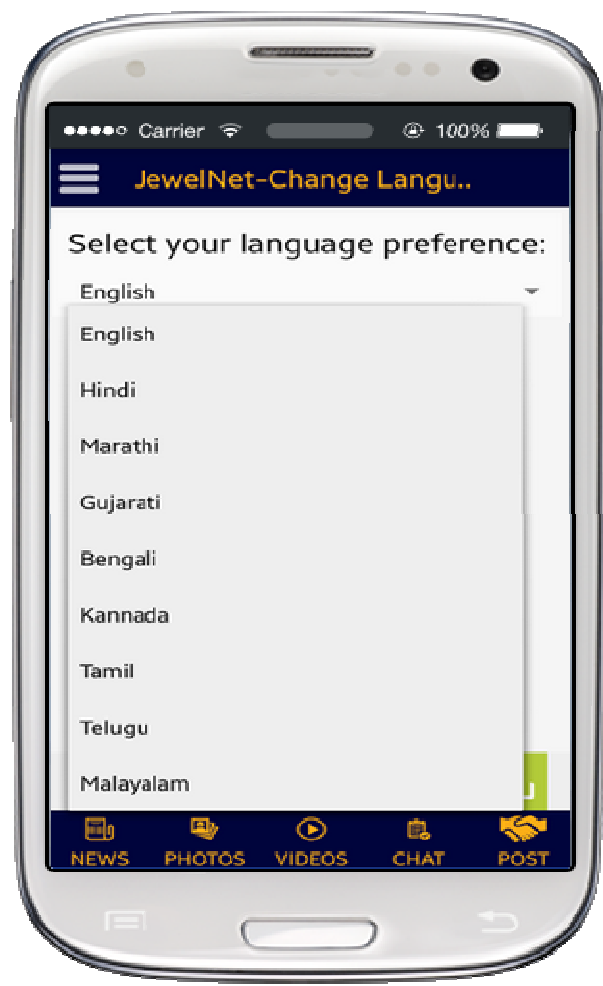 Carrier 100%
JewelNet-Change Langu..
Select your language preference:
English
English
Hindi
Marathi
Gujarati
Bengali
Kannada
Tamil
Telugu
Malayalam
NEWS PHOTOS VIDEOS CHAT POST